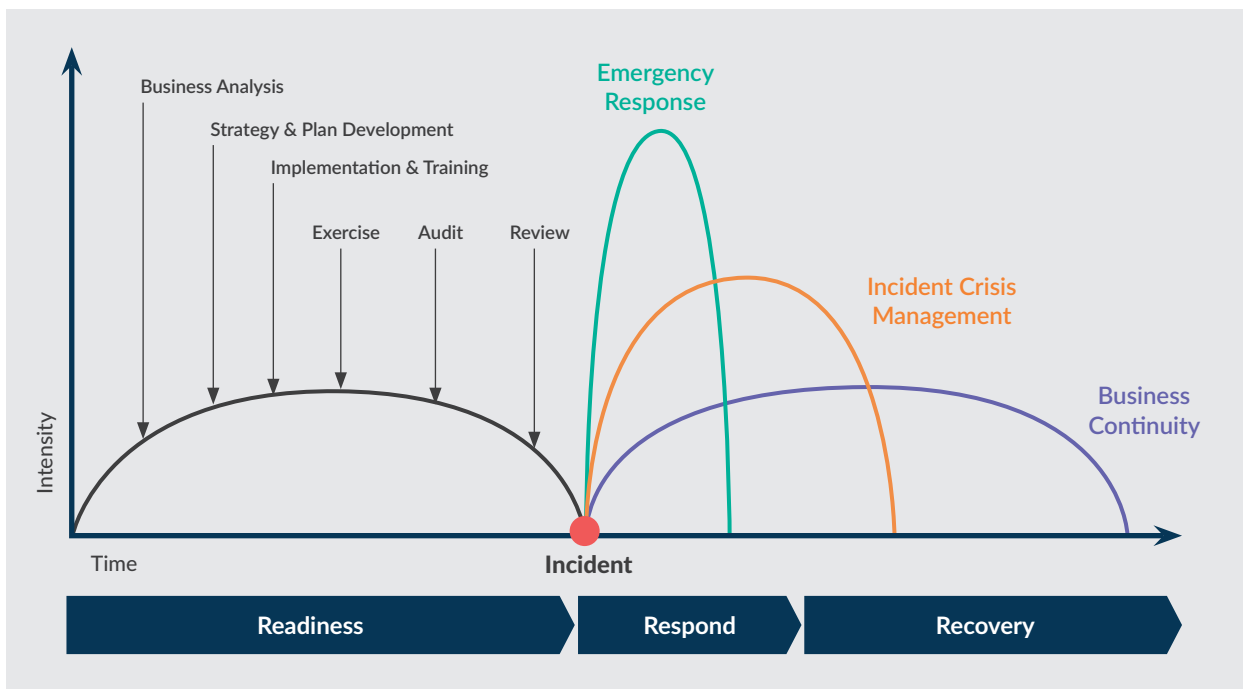 Emergency
Response
Business Analysis
Strategy & Plan Development
Implementation & Training
Exercise
Audit
Review
Incident Crisis
Management
Business
Continuity
Intensity
Time
Incident
Readiness
Respond
Recovery